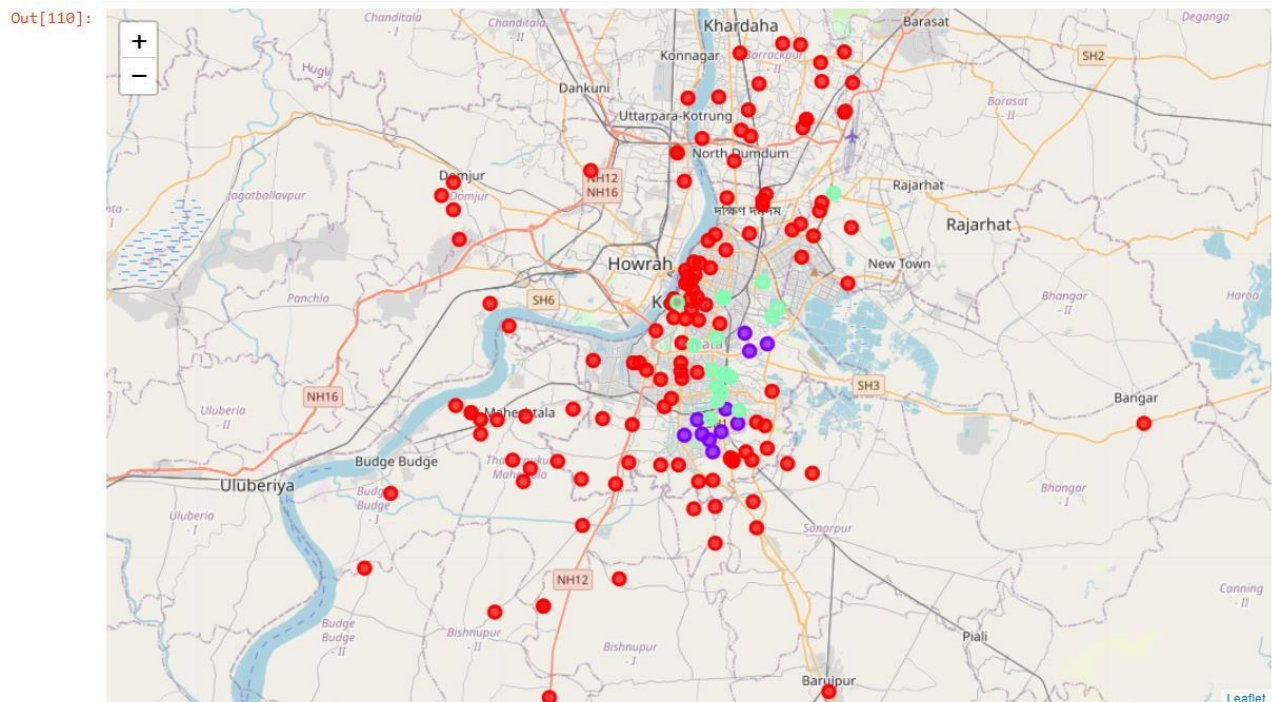 Out[110]:
+
−
Chanditala
- I
Chanditala
- II
Khardaha
Barasat
Deganga
Konnagar
Barrackpur
- II
SH2
Hugli
Dankuni
Barasat
- II
Uttarpara-Kotrung
North Dumdum
Domjur
Domjur
NH12
NH16
Jagatballavpur
Rajarhat
Rajarhat
Howrah
New Town
Panchla
SH6
Bhangar
- II
Haroa
SH3
NH16
Bangar
Uluberia
- II
Maheshtala
Budge Budge
Uluberiya
Budge
Budge
- I
Bhangar
- I
Uluberia
- I
Sonarpur
NH12
Canning
- II
Budge
Budge
- II
Bishnupur
- II
Bishnupur
- I
Piali
Baruipur
Leaflet